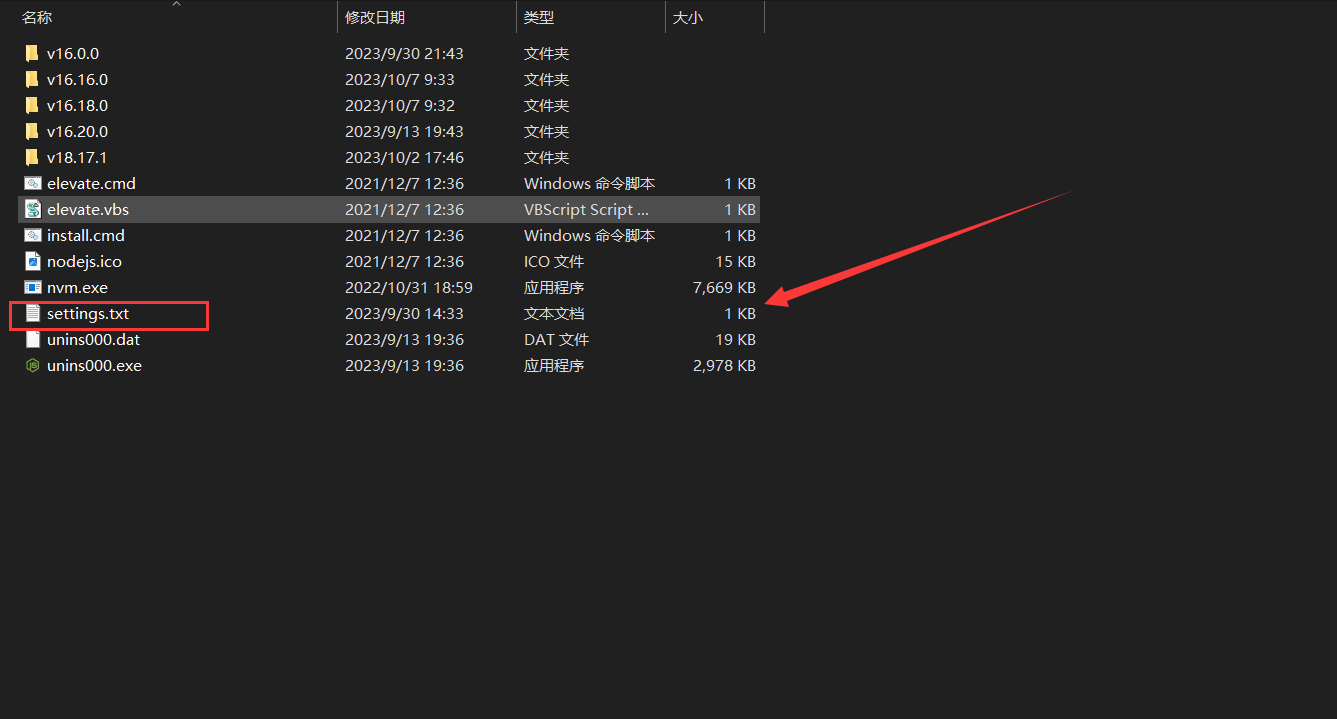 名称 修改日期 类型 大小
v16.0.0 2023/9/30 21:43 文件夹
v16.16.0 2023/10/7 9:33 文件夹
v16.18.0 2023/10/7 9:32 文件夹
v16.20.0 2023/9/13 19:43 文件夹
v18.17.1 2023/10/2 17:46 文件夹
elevate.cmd 2021/12/7 12:36 Windows 命令脚本 1 KB
elevate.vbs 2021/12/7 12:36 VBScript Script ... 1 KB
install.cmd 2021/12/7 12:36 Windows 命令脚本 1 KB
nodejs.ico 2021/12/7 12:36 ICO 文件 15 KB
nvm.exe 2022/10/31 18:59 应用程序 7,669 KB
settings.txt 2023/9/30 14:33 文本文档 1 KB
unins000.dat 2023/9/13 19:36 DAT 文件 19 KB
unins000.exe 2023/9/13 19:36 应用程序 2,978 KB